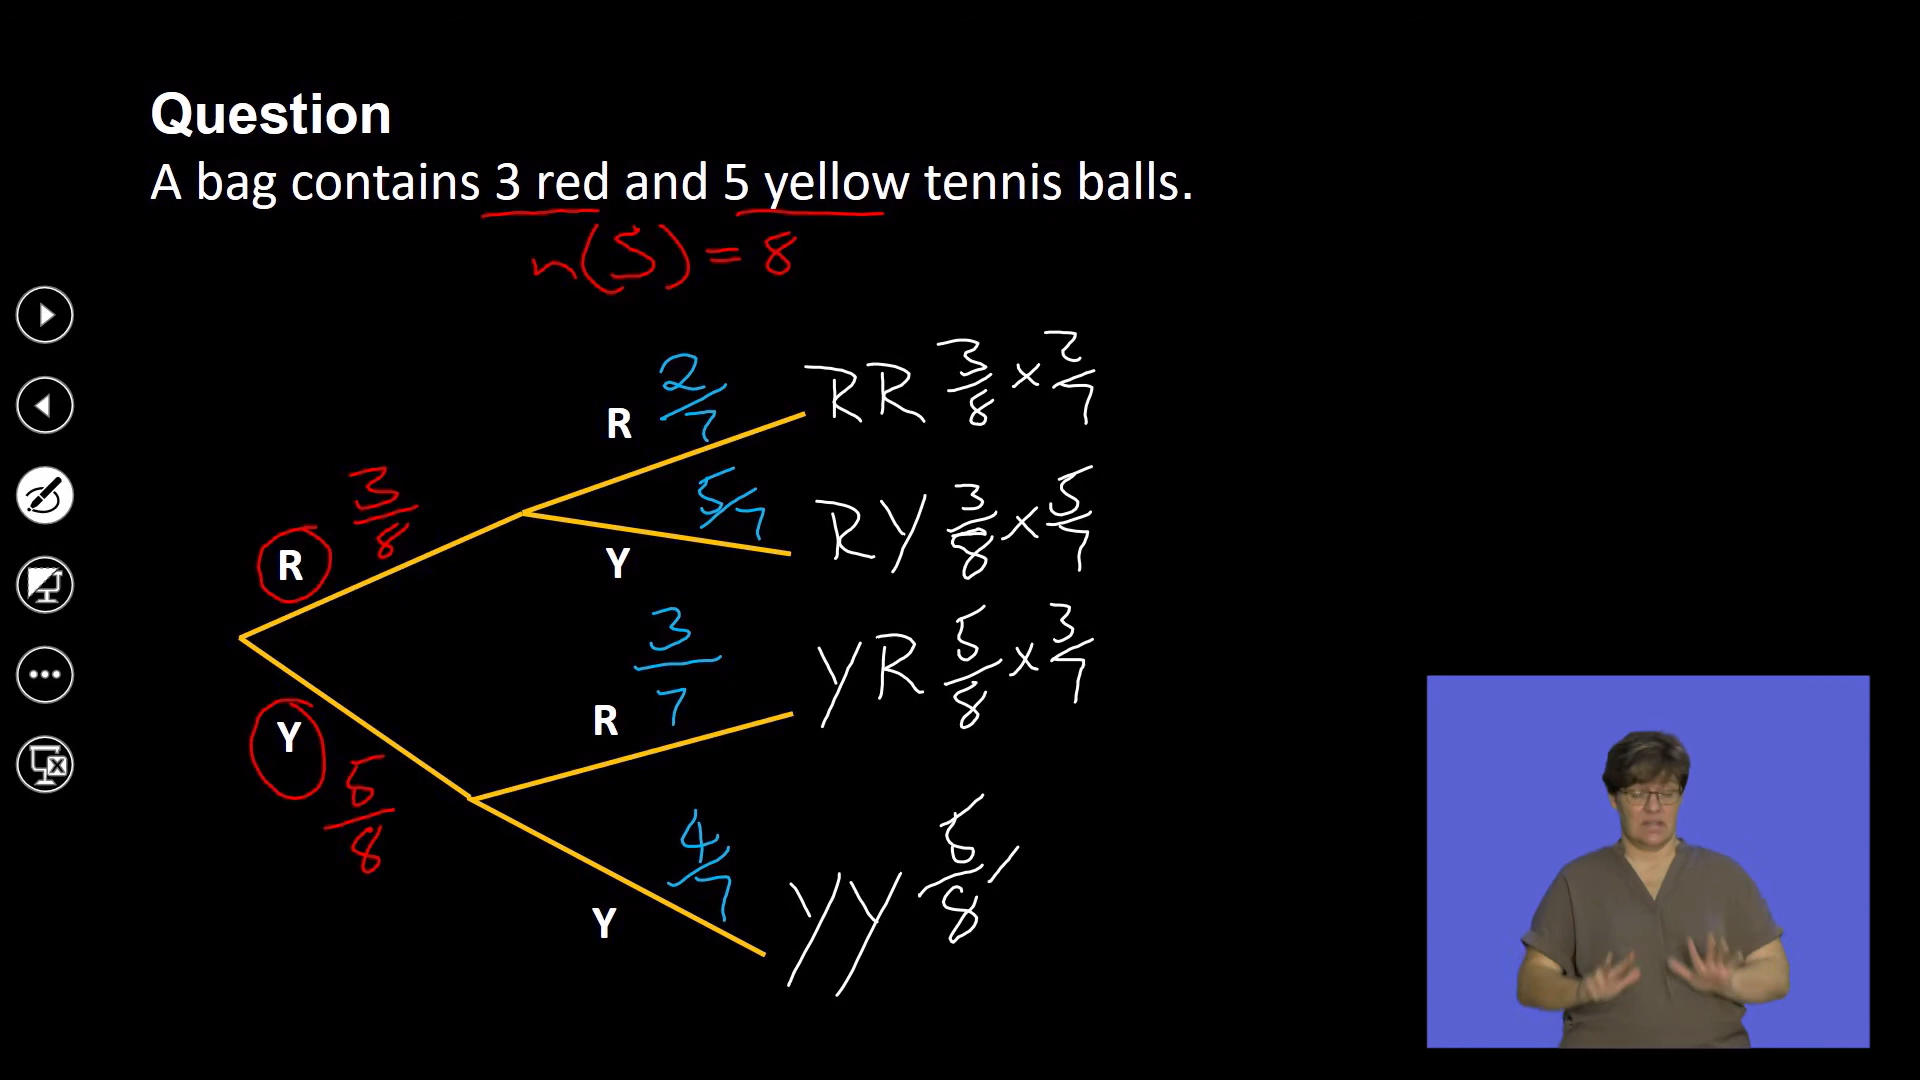 Question
A bag contains 3 red and 5 yellow tennis balls.
n(S) = 8
R 2/7 RR 3/8 × 2/7
R 3/8
5/7 Y RY 3/8 × 5/7
R 3/7 YR 5/8 × 3/7
Y 5/8
Y 4/7 YY 5/8